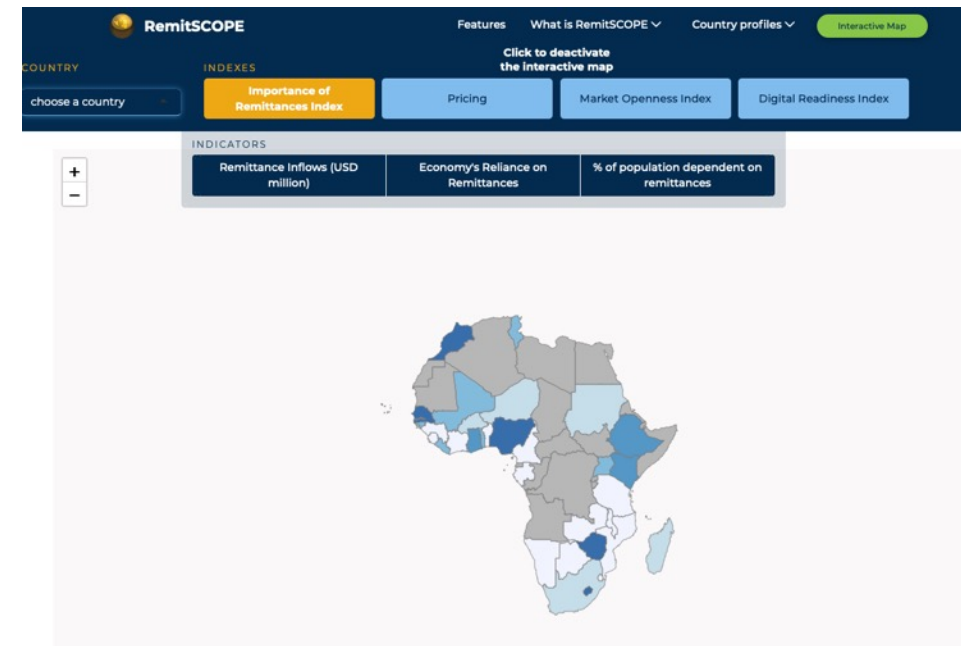 RemitSCOPE
Features
What is RemitSCOPE
Country profiles
Interactive Map
Click to deactivate
the interactive map
COUNTRY
INDEXES
choose a country
Importance of
Remittances Index
Pricing
Market Openness Index
Digital Readiness Index
INDICATORS
Remittance Inflows (USD
million)
Economy's Reliance on
Remittances
% of population dependent on
remittances
+
−